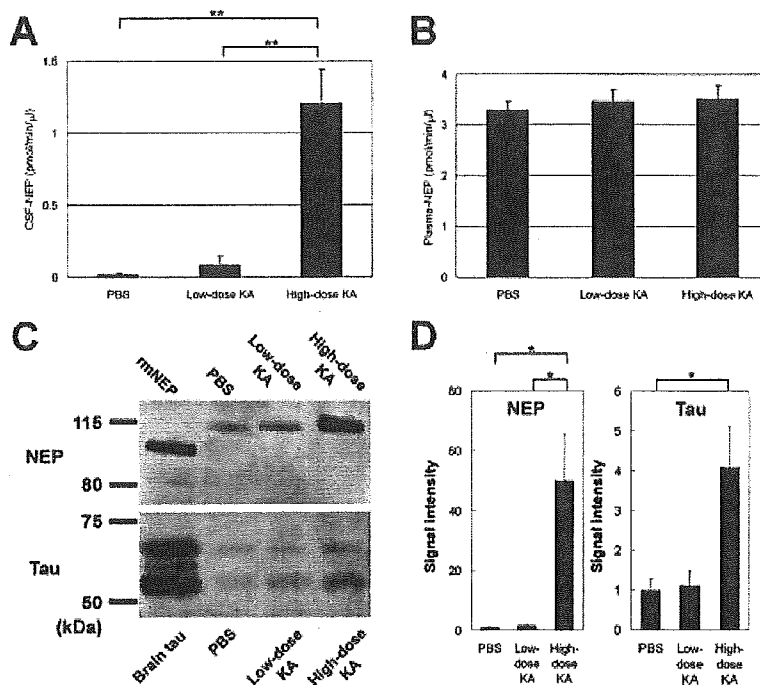 A
**
**
1.5
1
0.5
0
CSF-NEP (pmol/min/µl)
PBS
Low-dose KA
High-dose KA
B
4
3
2
1
0
Plasma-NEP (pmol/min/µl)
PBS
Low-dose KA
High-dose KA
C
rmNEP
PBS
Low-dose
KA
High-dose
KA
115
NEP
80
75
Tau
50
(kDa)
Brain tau
PBS
Low-dose
KA
High-dose
KA
D
*
*
NEP
80
60
40
20
0
Signal intensity
PBS
Low-
dose
KA
High-
dose KA
*
Tau
6
5
4
3
2
1
0
Signal intensity
PBS
Low-
dose
KA
High-
dose
KA